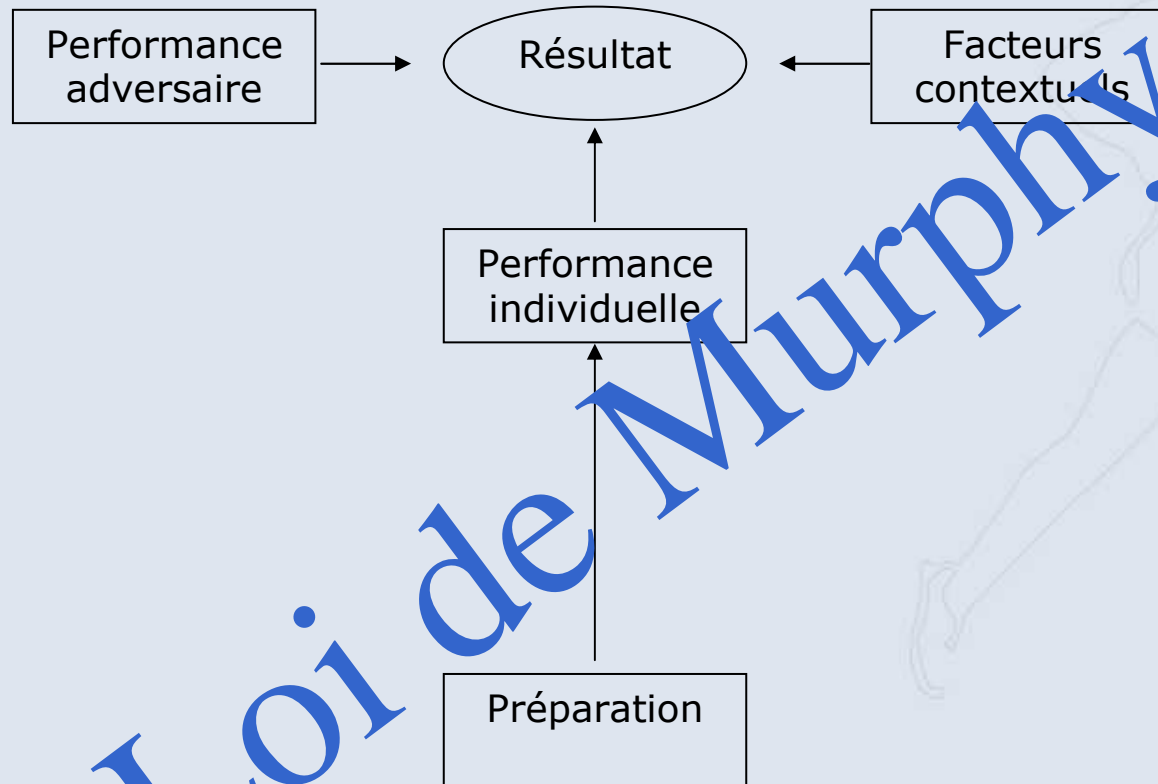 Performance
adversaire
Résultat
Facteurs
contextuels
Performance
individuelle
Préparation
Loi de Murphy